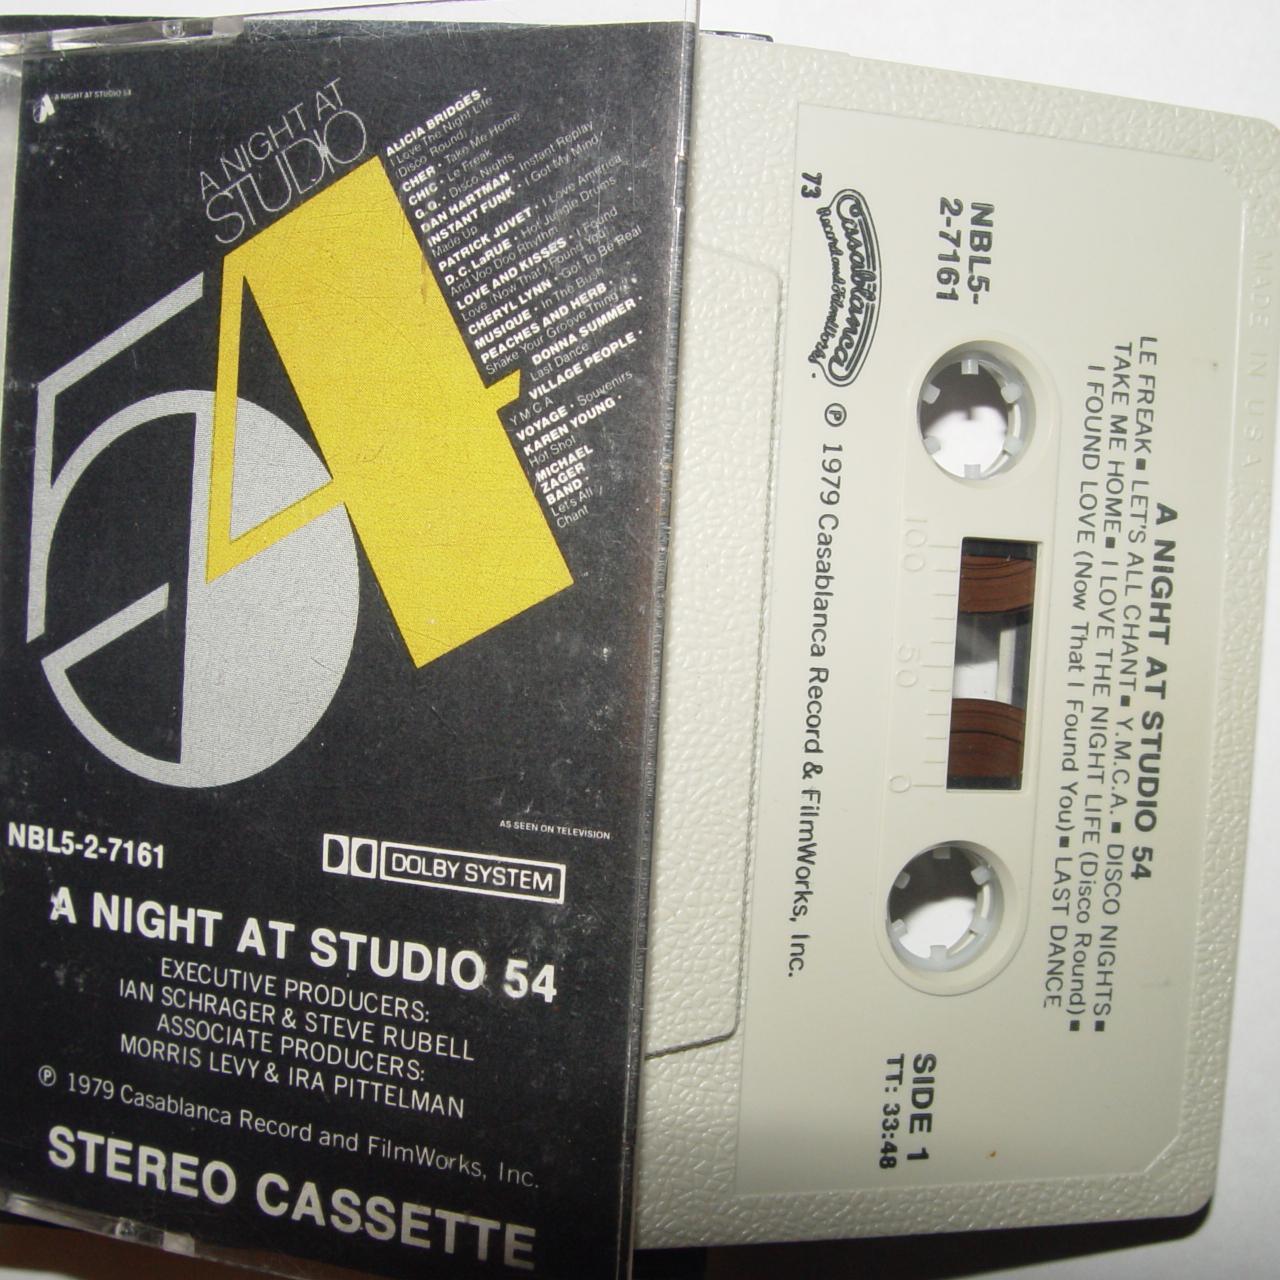 A NIGHT AT STUDIO 54
A NIGHT AT
STUDIO
54
ALICIA BRIDGES •
I Love The Night Life
(Disco Round)
CHER • Take Me Home
CHIC • Le Freak
G.Q. • Disco Nights
DAN HARTMAN • Instant Replay
INSTANT FUNK • I Got My Mind
Made Up
PATRICK JUVET • I Love America
D.C. LaRUE • Hot Jungle Drums
And Voo Doo Rhythm
LOVE AND KISSES • I Found
Love (Now That I Found You)
CHERYL LYNN • Got To Be Real
MUSIQUE • In The Bush
PEACHES AND HERB •
Shake Your Groove Thing
DONNA SUMMER •
Last Dance
VILLAGE PEOPLE •
YMCA
VOYAGE • Souvenirs
KAREN YOUNG •
Hot Shot
MICHAEL
ZAGER
BAND •
Let's All
Chant
AS SEEN ON TELEVISION
NBL5-2-7161
DOLBY SYSTEM
A NIGHT AT STUDIO 54
EXECUTIVE PRODUCERS:
IAN SCHRAGER & STEVE RUBELL
ASSOCIATE PRODUCERS:
MORRIS LEVY & IRA PITTELMAN
℗ 1979 Casablanca Record and FilmWorks, Inc.
STEREO CASSETTE
MADE IN U.S.A.
A NIGHT AT STUDIO 54
LE FREAK ■ LET'S ALL CHANT ■ Y.M.C.A. ■ DISCO NIGHTS ■
TAKE ME HOME ■ I LOVE THE NIGHT LIFE (Disco Round) ■
I FOUND LOVE (Now That I Found You) ■ LAST DANCE
NBL5-
2-7161
SIDE 1
TT: 33:48
100 50 0
73
Casablanca
Record and FilmWorks
℗ 1979 Casablanca Record & FilmWorks, Inc.